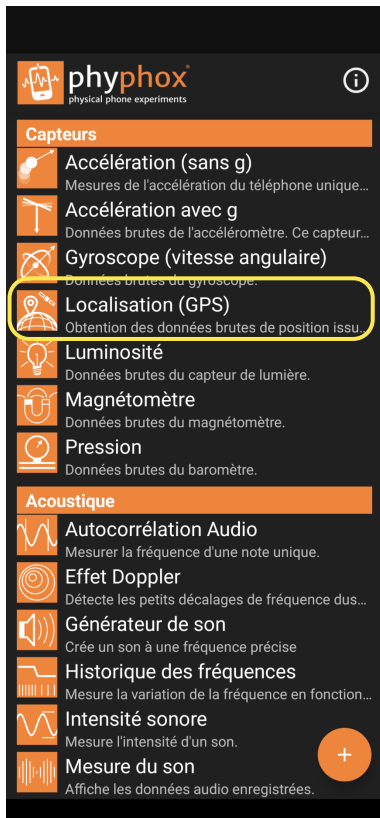 phyphox
physical phone experiments
Capteurs
Accélération (sans g)
Mesures de l'accélération du téléphone unique...
Accélération avec g
Données brutes de l'accéléromètre. Ce capteur...
Gyroscope (vitesse angulaire)
Données brutes du gyroscope.
Localisation (GPS)
Obtention des données brutes de position issu...
Luminosité
Données brutes du capteur de lumière.
Magnétomètre
Données brutes du magnétomètre.
Pression
Données brutes du baromètre.
Acoustique
Autocorrélation Audio
Mesurer la fréquence d'une note unique.
Effet Doppler
Détecte les petits décalages de fréquence dus...
Générateur de son
Crée un son à une fréquence précise
Historique des fréquences
Mesure la variation de la fréquence en fonction...
Intensité sonore
Mesure l'intensité d'un son.
+
Mesure du son
Affiche les données audio enregistrées.